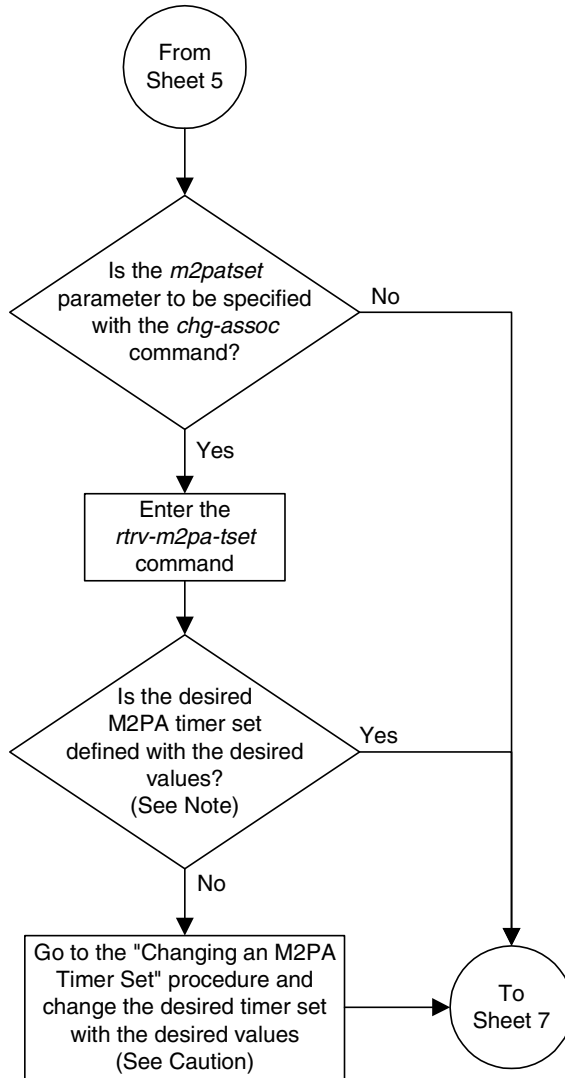 From
Sheet 5
Is the m2patset
parameter to be specified
with the chg-assoc
command?
No
Yes
Enter the
rtrv-m2pa-tset
command
Is the desired
M2PA timer set
defined with the desired
values?
(See Note)
Yes
No
Go to the "Changing an M2PA
Timer Set" procedure and
change the desired timer set
with the desired values
(See Caution)
To
Sheet 7